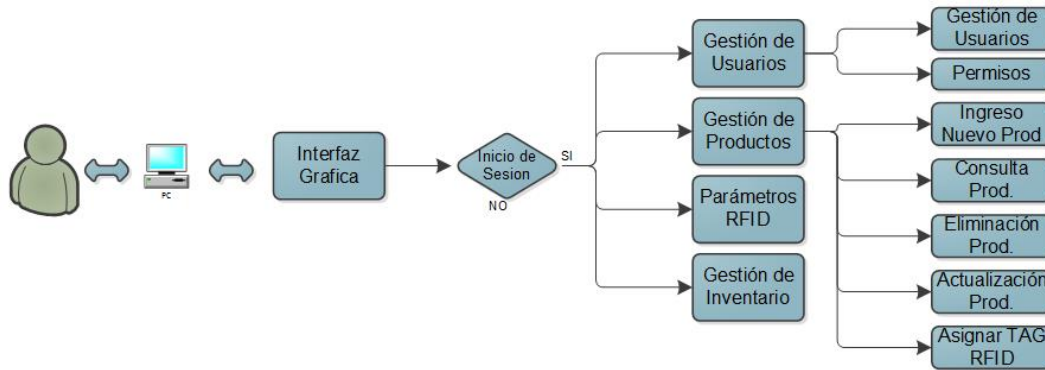 PC
Interfaz
Grafica
Inicio de
Sesion
SI
NO
Gestión de
Usuarios
Gestión de
Productos
Parámetros
RFID
Gestión de
Inventario
Gestión de
Usuarios
Permisos
Ingreso
Nuevo Prod
Consulta
Prod.
Eliminación
Prod.
Actualización
Prod.
Asignar TAG
RFID